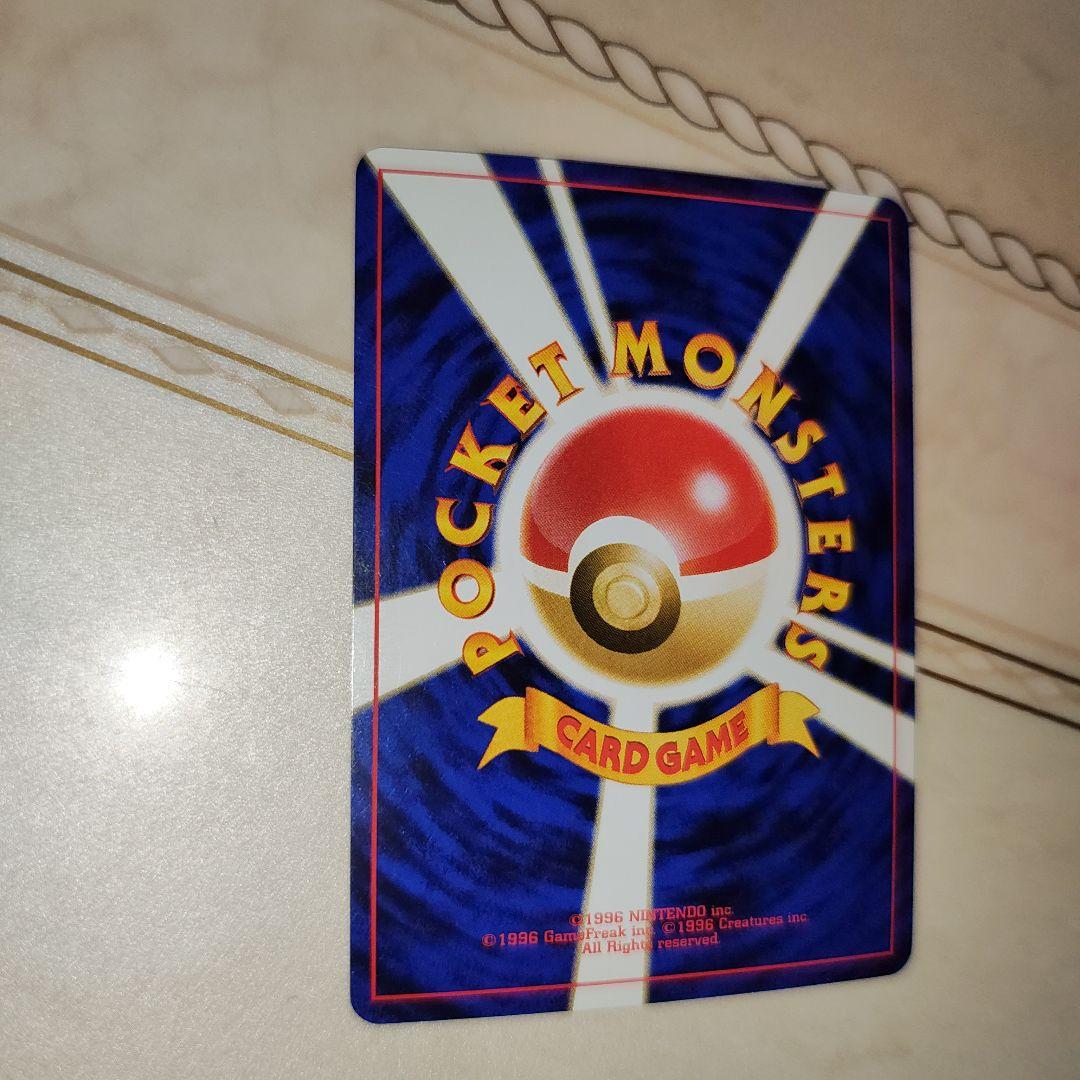 POCKET MONSTERS
CARD GAME
©1996 NINTENDO inc.
©1996 GameFreak inc. ©1996 Creatures inc.
All Rights reserved.